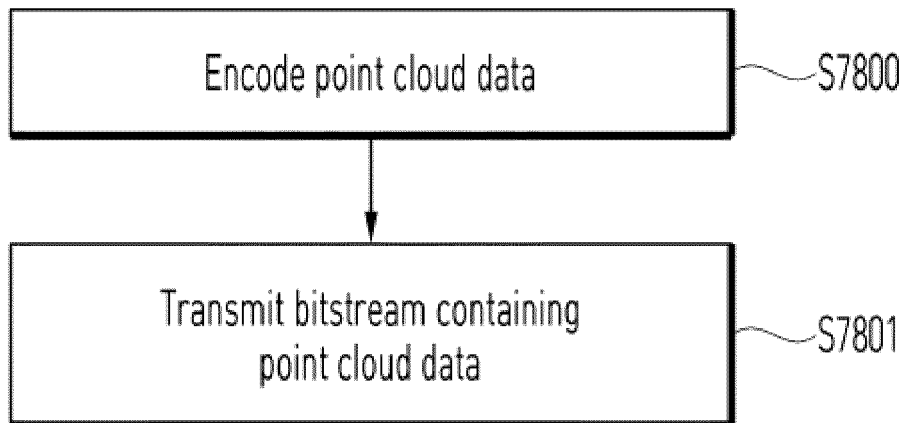 Encode point cloud data
S7800
Transmit bitstream containing
point cloud data
S7801